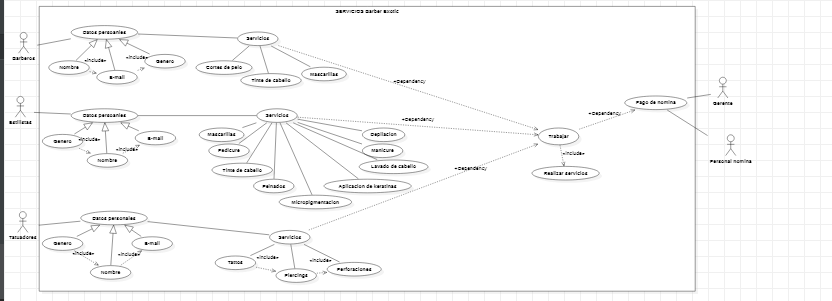 SERVICIOS Barber Exotic
Barberos
Datos personales
Nombre
«include»
E-mail
«include»
Genero
Servicios
Cortes de pelo
Tinte de cabello
Mascarillas
«Dependency
Estilistas
Datos personales
Genero
«include»
Nombre
«include»
E-mail
Servicios
Mascarillas
Pedicure
Tinte de cabello
Peinados
Micropigmentacion
Aplicacion de keratinas
Lavado de cabello
Manicure
Depilacion
«Dependency
Tatuadores
Datos personales
Genero
«include»
Nombre
«include»
E-mail
Servicios
Tattos
«include»
Piercings
«include»
Perforaciones
«Dependency
Trabajar
«include»
Realizar servicios
«Dependency
Pago de nomina
Gerente
Personal nomina